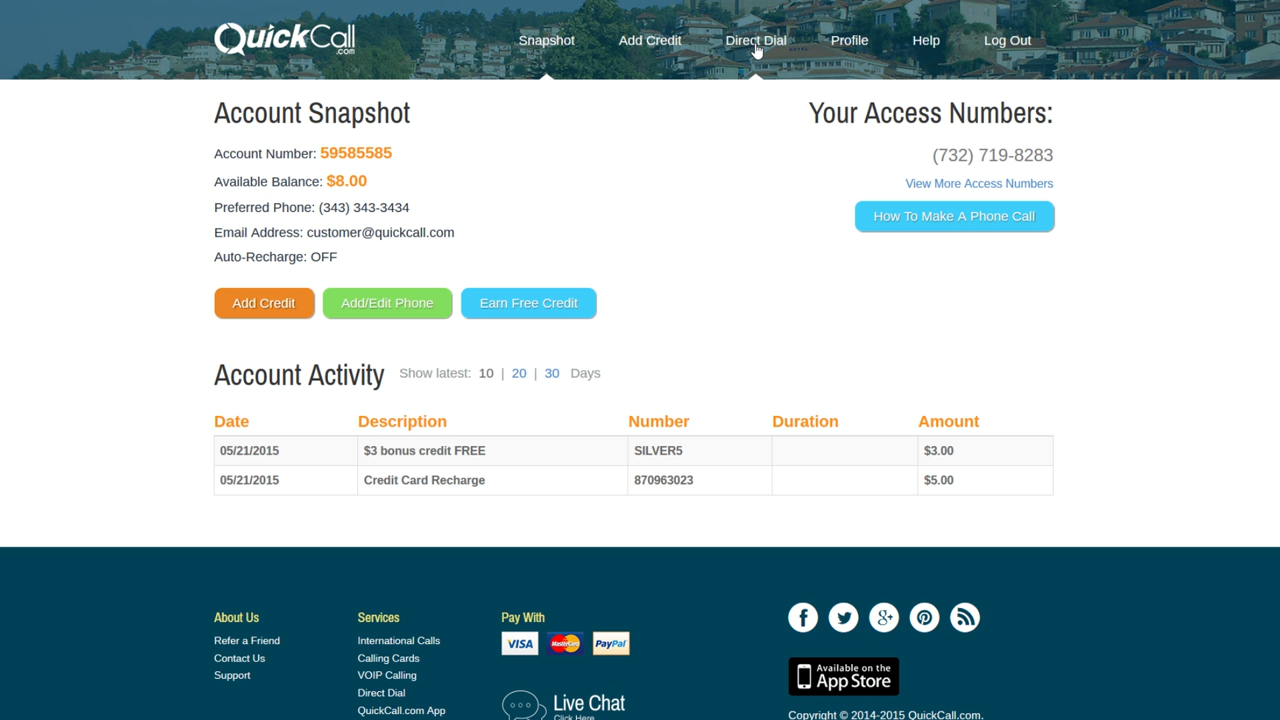 QuickCall
.com
Snapshot
Add Credit
Direct Dial
Profile
Help
Log Out
Account Snapshot
Account Number: 59585585
Available Balance: $8.00
Preferred Phone: (343) 343-3434
Email Address: customer@quickcall.com
Auto-Recharge: OFF
Add Credit
Add/Edit Phone
Earn Free Credit
Your Access Numbers:
(732) 719-8283
View More Access Numbers
How To Make A Phone Call
Account Activity
Show latest: 10 | 20 | 30 Days
Date Description Number Duration Amount
05/21/2015 $3 bonus credit FREE SILVER5 $3.00
05/21/2015 Credit Card Recharge 870963023 $5.00
About Us
Refer a Friend
Contact Us
Support
Services
International Calls
Calling Cards
VOIP Calling
Direct Dial
QuickCall.com App
Pay With
VISA
MasterCard
PayPal
Live Chat
Click Here
Available on the
App Store
Copyright © 2014-2015 QuickCall.com.